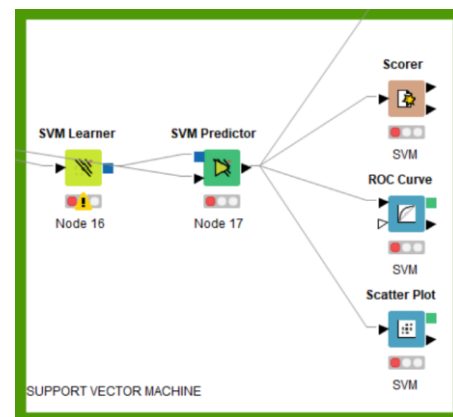 Scorer
SVM Learner
SVM Predictor
SVM
ROC Curve
Node 16
Node 17
SVM
Scatter Plot
SUPPORT VECTOR MACHINE
SVM